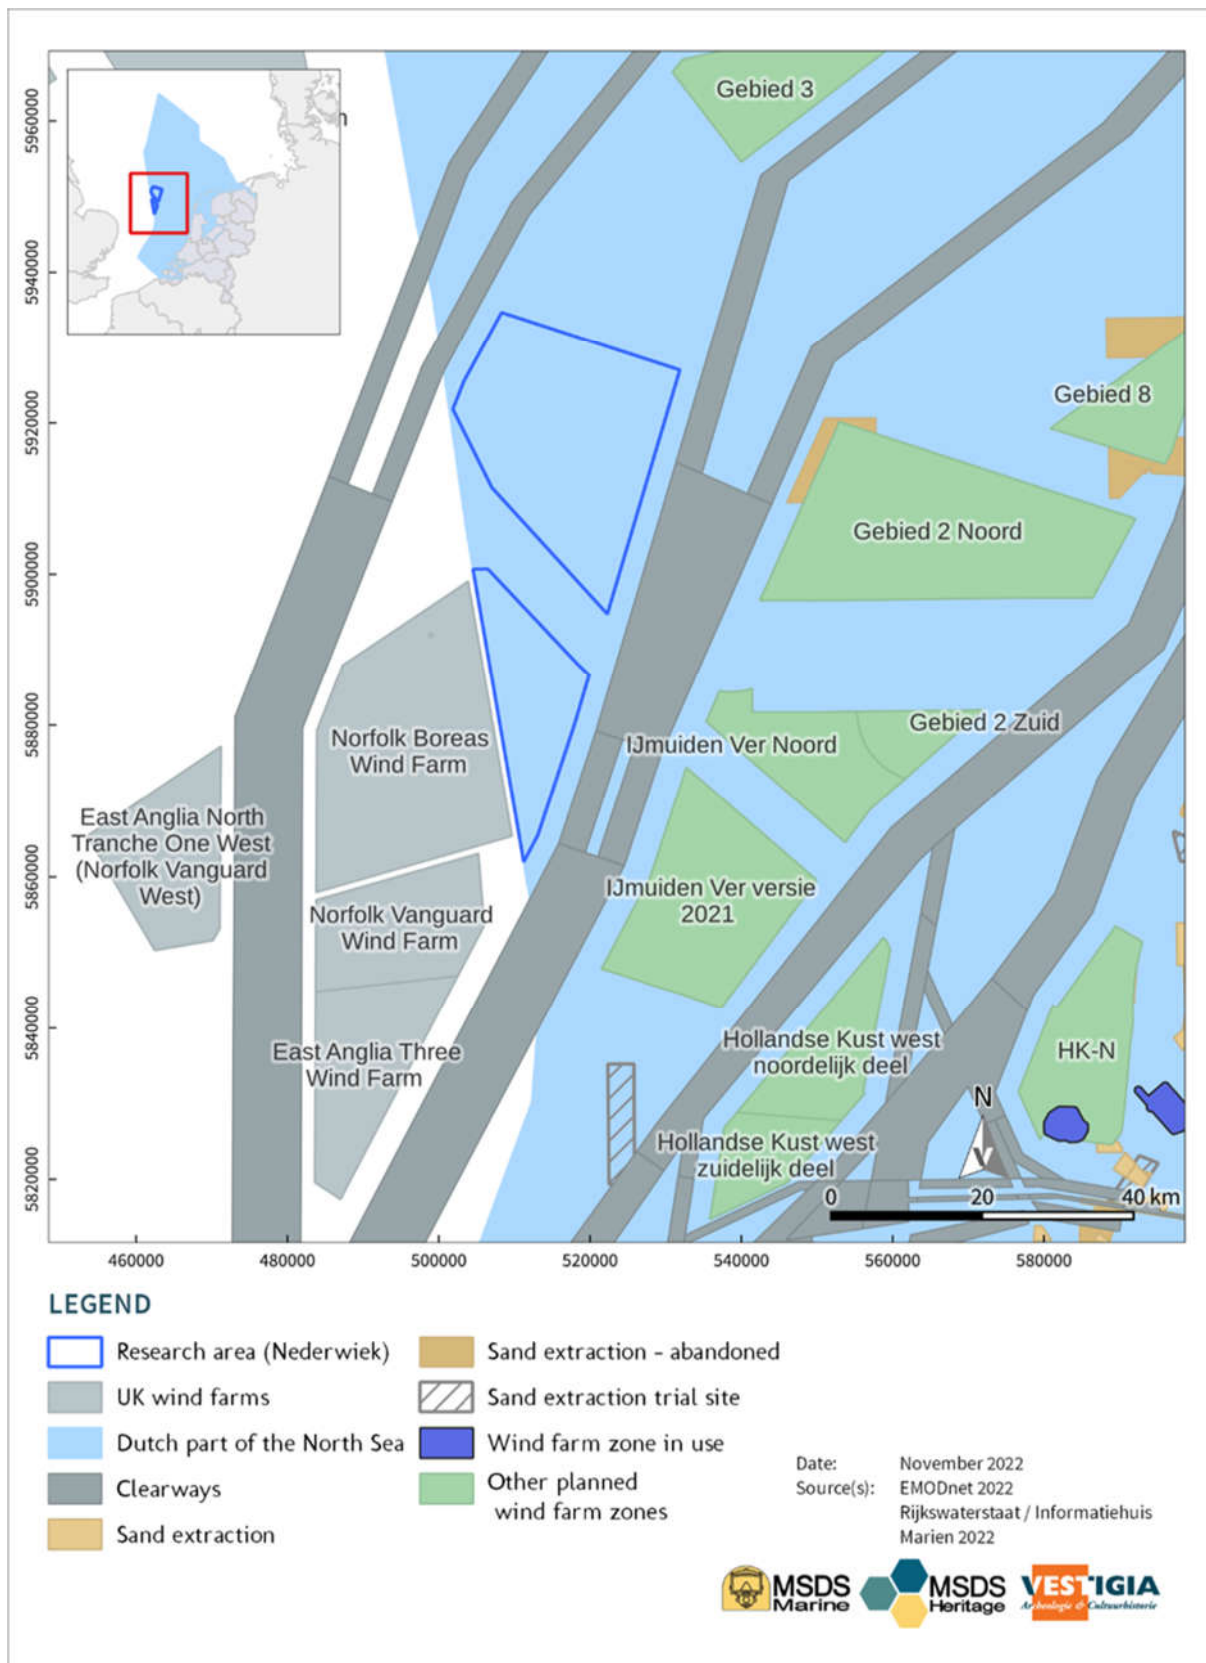 Gebied 3
n
5960000
5940000
5920000
5900000
5880000
5860000
5840000
5820000
Gebied 8
Gebied 2 Noord
Gebied 2 Zuid
IJmuiden Ver Noord
Norfolk Boreas
Wind Farm
East Anglia North
Tranche One West
(Norfolk Vanguard
West)
IJmuiden Ver versie
2021
Norfolk Vanguard
Wind Farm
East Anglia Three
Wind Farm
Hollandse Kust west
noordelijk deel
HK-N
Hollandse Kust west
zuidelijk deel
N
0 20 40 km
460000 480000 500000 520000 540000 560000 580000
LEGEND
Research area (Nederwiek)
UK wind farms
Dutch part of the North Sea
Clearways
Sand extraction
Sand extraction - abandoned
Sand extraction trial site
Wind farm zone in use
Other planned
wind farm zones
Date: November 2022
Source(s): EMODnet 2022
Rijkswaterstaat / Informatiehuis
Marien 2022
MSDS
Marine
MSDS
Heritage
VESTIGIA
Archeologie & Cultuurhistorie